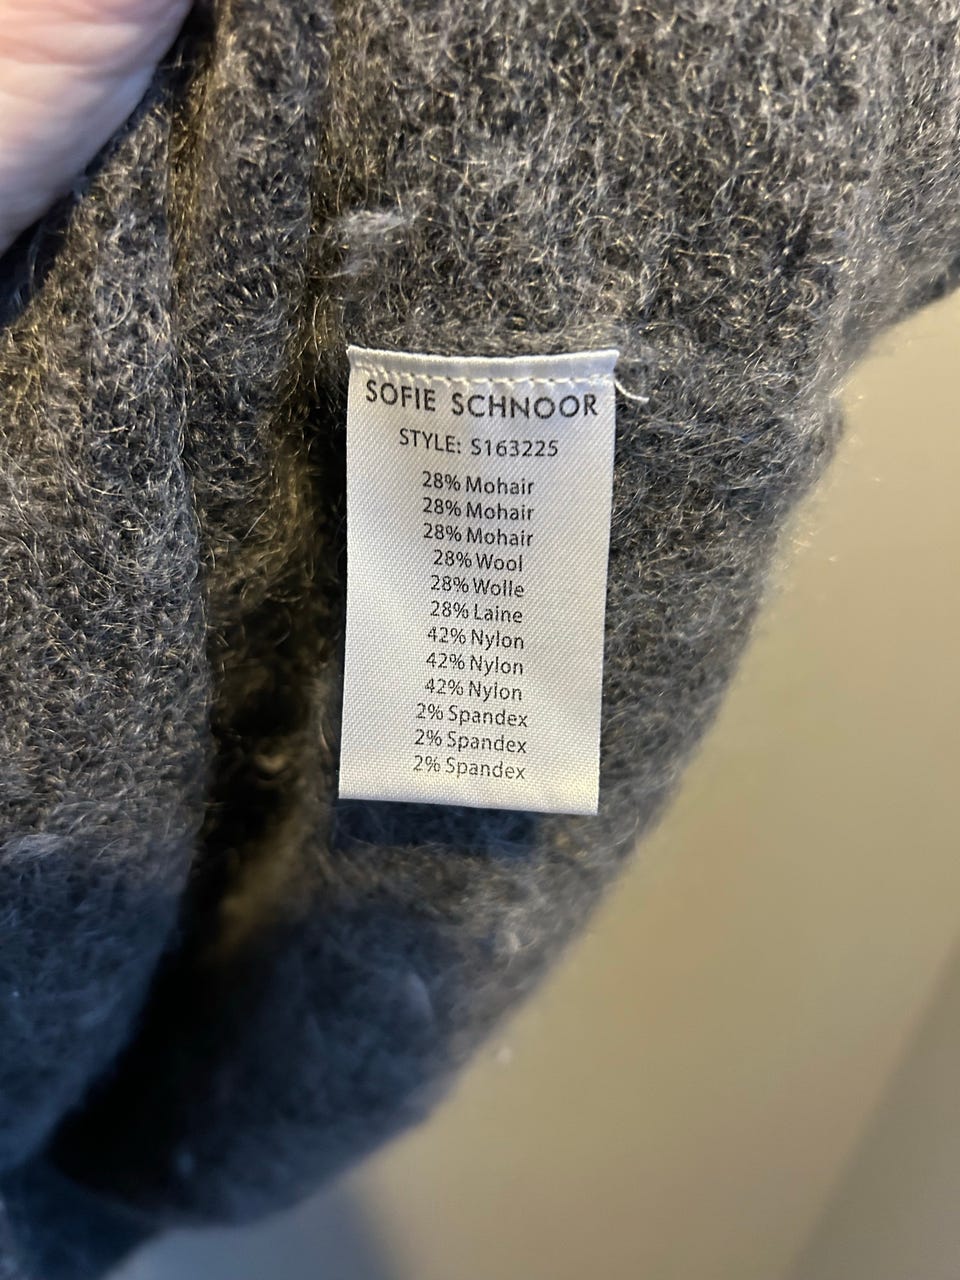 SOFIE SCHNOOR
STYLE: S163225
28% Mohair
28% Mohair
28% Mohair
28% Wool
28% Wolle
28% Laine
42% Nylon
42% Nylon
42% Nylon
2% Spandex
2% Spandex
2% Spandex